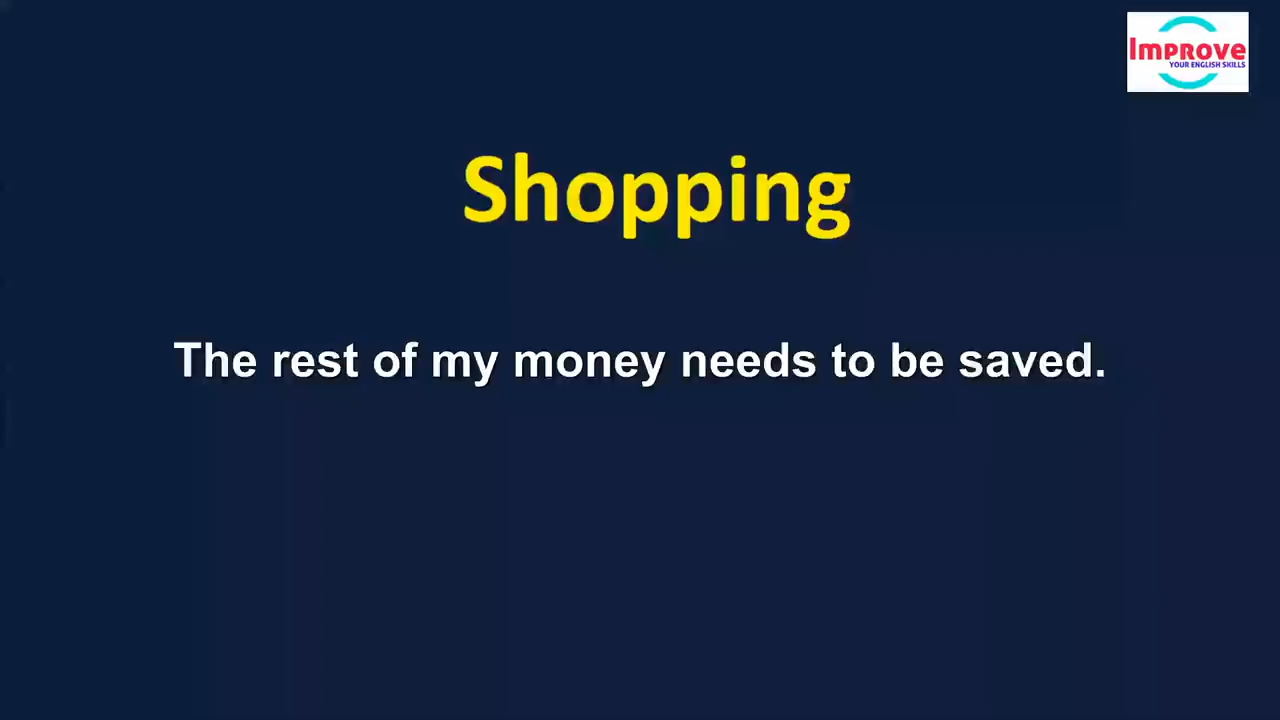 Improve
YOUR ENGLISH SKILLS
Shopping
The rest of my money needs to be saved.